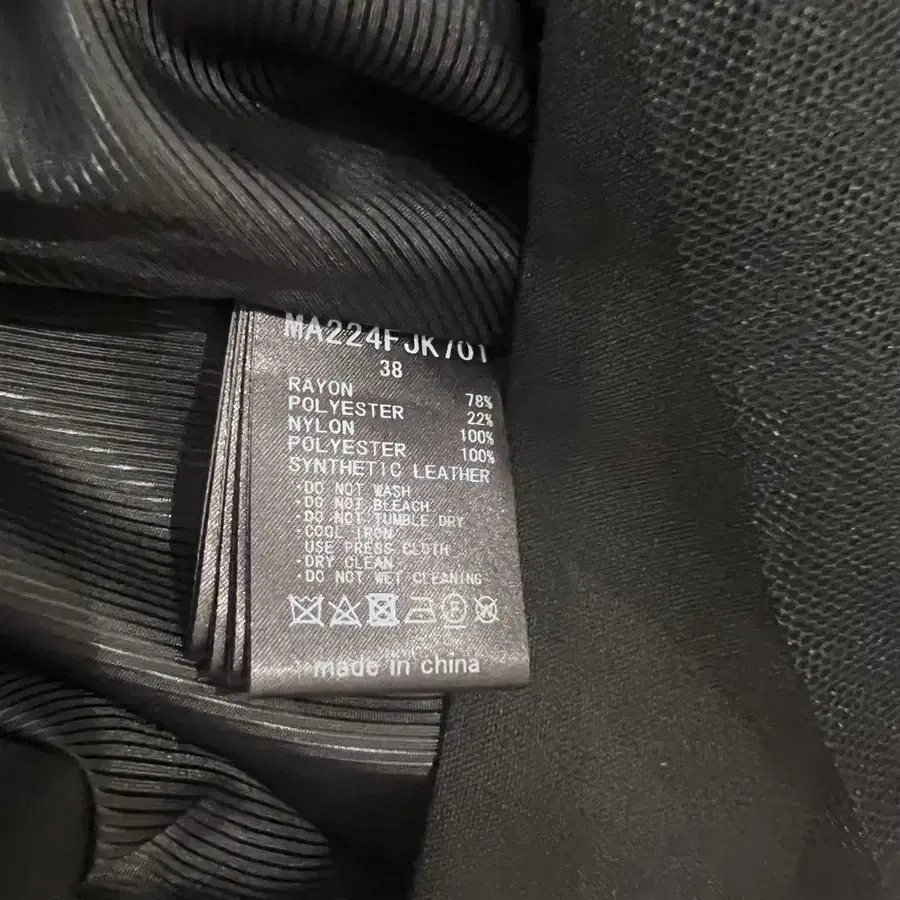 MA224FJK701
38
RAYON 78%
POLYESTER 22%
NYLON 100%
POLYESTER 100%
SYNTHETIC LEATHER
·DO NOT WASH
·DO NOT BLEACH
·DO NOT TUMBLE DRY
·COOL IRON
USE PRESS CLOTH
·DRY CLEAN
·DO NOT WET CLEANING
made in china